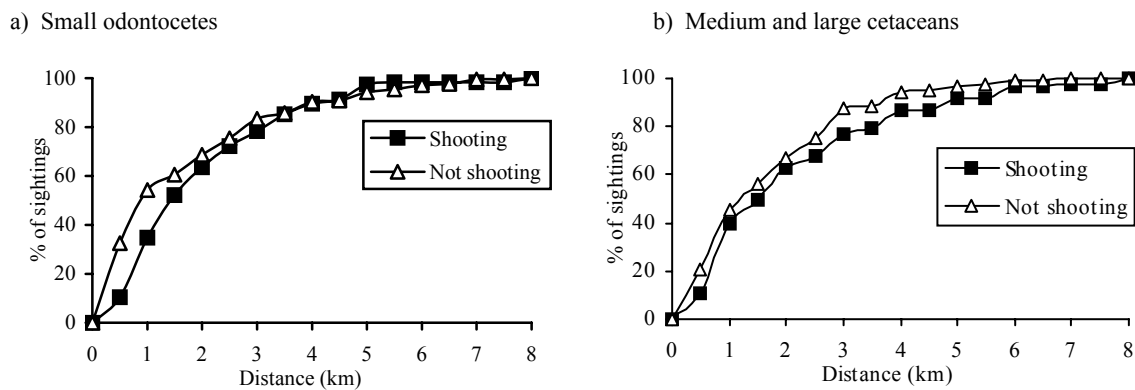 a) Small odontocetes
100
80
60
40
20
0
% of sightings
Shooting
Not shooting
0 1 2 3 4 5 6 7 8
Distance (km)
b) Medium and large cetaceans
100
80
60
40
20
0
% of sightings
Shooting
Not shooting
0 1 2 3 4 5 6 7 8
Distance (km)